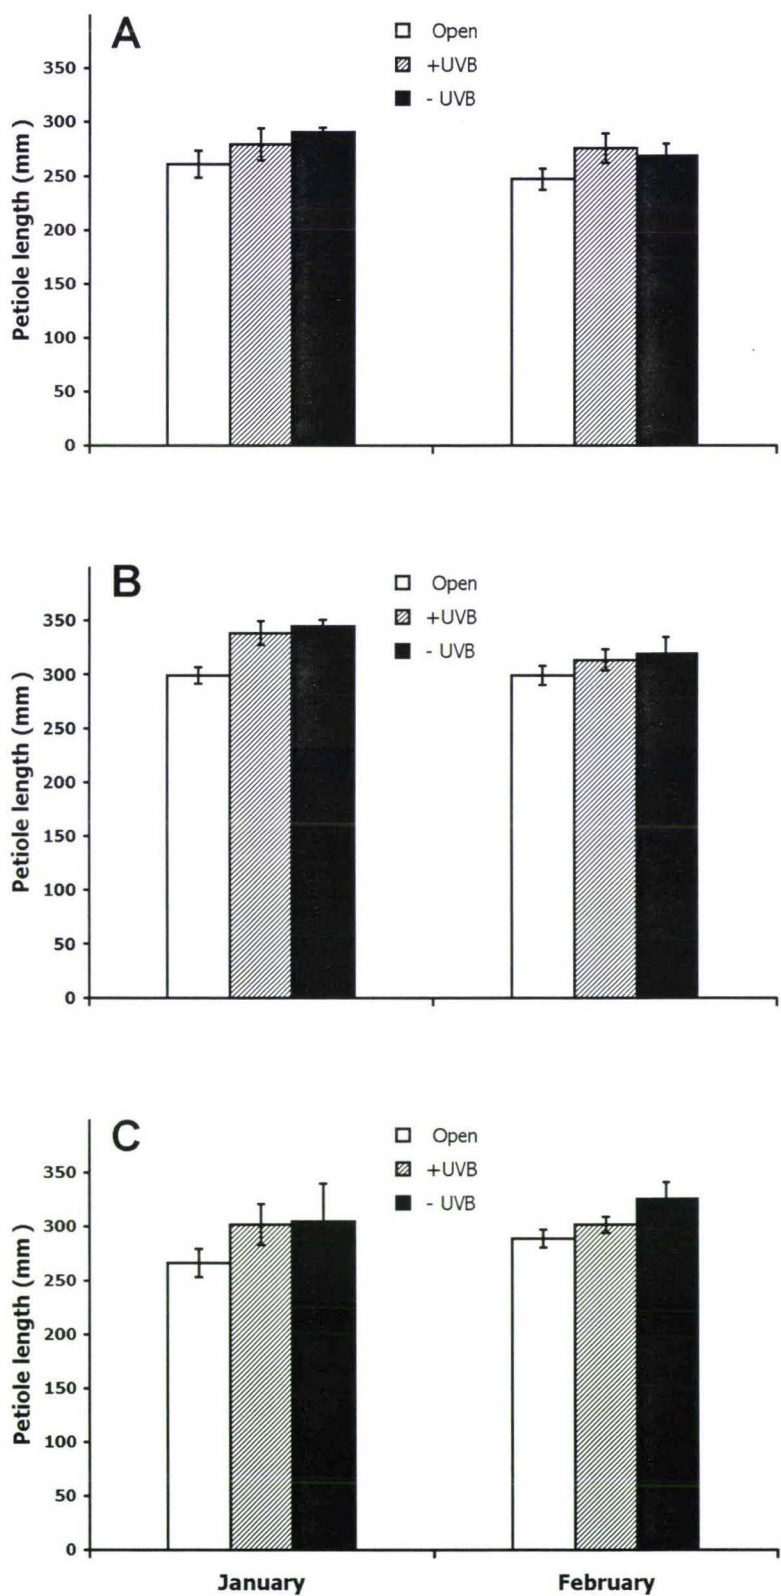 A
Open
+UVB
- UVB
350
300
250
200
150
100
50
0
Petiole length (mm )
B
Open
+UVB
- UVB
350
300
250
200
150
100
50
0
Petiole length (mm )
C
Open
+UVB
- UVB
350
300
250
200
150
100
50
0
Petiole length (mm )
January
February